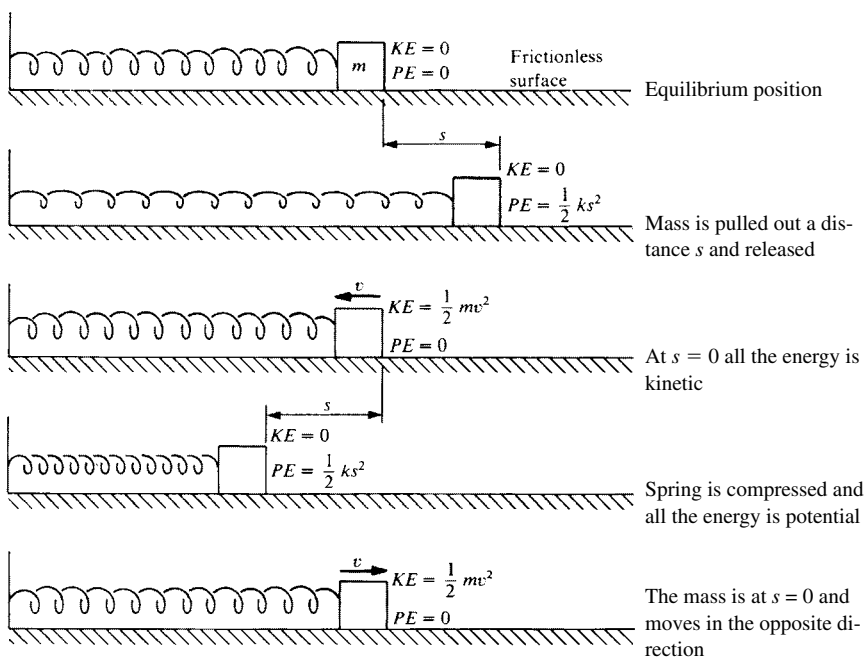 KE = 0
m
PE = 0
Frictionless
surface
Equilibrium position
s
KE = 0
PE = 1/2 ks²
Mass is pulled out a dis-
tance s and released
v
KE = 1/2 mv²
PE = 0
At s = 0 all the energy is
kinetic
s
KE = 0
PE = 1/2 ks²
Spring is compressed and
all the energy is potential
v
KE = 1/2 mv²
PE = 0
The mass is at s = 0 and
moves in the opposite di-
rection